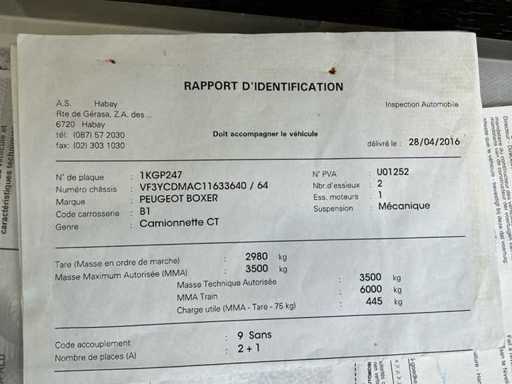 RAPPORT D'IDENTIFICATION
A.S. Habay
Inspection Automobile
Rte de Gérasa, Z.A. des ...
6720 Habay
tél: (087) 57 2030
Doit accompagner le véhicule
fax: (02) 303 1030
délivré le : 28/04/2016
N° de plaque : 1KGP247
N° PVA : U01252
Numéro châssis : VF3YCDMAC11633640 / 64
Nbr.d'essieux : 2
Marque : PEUGEOT BOXER
Ess. moteurs : 1
Code carrosserie : B1
Suspension : Mécanique
Genre : Camionnette CT
Tare (Masse en ordre de marche) : 2980 kg
Masse Maximum Autorisée (MMA) : 3500 kg
Masse Technique Autorisée : 3500 kg
MMA Train : 6000 kg
Charge utile (MMA - Tare - 75 kg) : 445 kg
Code accouplement : 9 Sans
Nombre de places (A) : 2 + 1
caractéristiques techniques